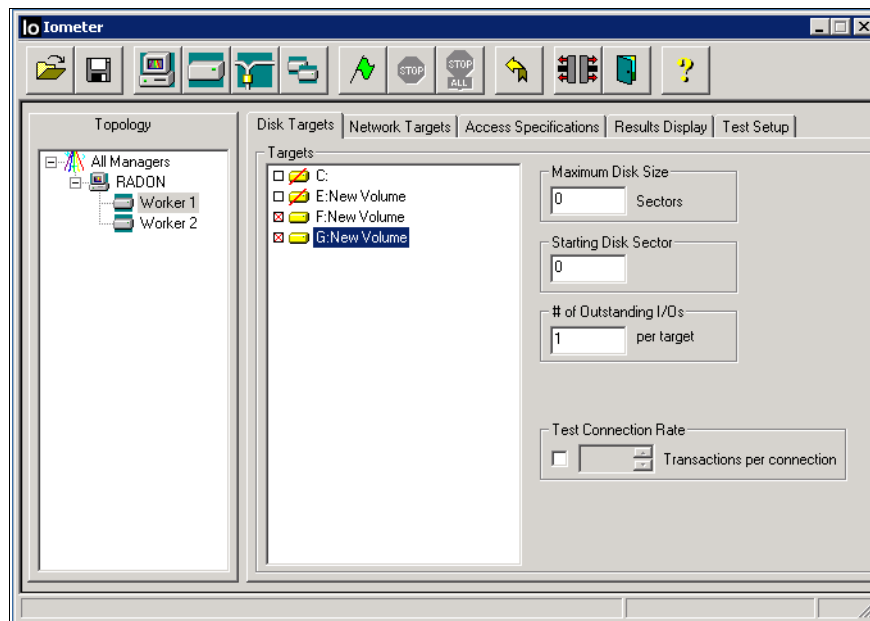 Io Iometer
STOP
STOP
ALL
?
Topology
All Managers
RADON
Worker 1
Worker 2
Disk Targets
Network Targets
Access Specifications
Results Display
Test Setup
Targets
C:
E:New Volume
F:New Volume
G:New Volume
Maximum Disk Size
0 Sectors
Starting Disk Sector
0
# of Outstanding I/Os
1 per target
Test Connection Rate
Transactions per connection